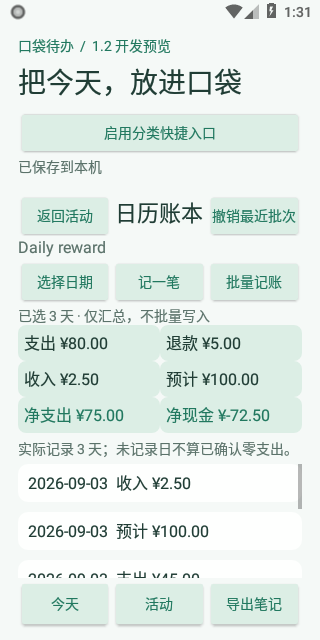 1:31
口袋待办 / 1.2 开发预览
把今天，放进口袋
启用分类快捷入口
已保存到本机
返回活动 日历账本 撤销最近批次
Daily reward
选择日期 记一笔 批量记账
已选 3 天 · 仅汇总，不批量写入
支出 ¥80.00 退款 ¥5.00
收入 ¥2.50 预计 ¥100.00
净支出 ¥75.00 净现金 ¥-72.50
实际记录 3 天；未记录日不算已确认零支出。
2026-09-03 收入 ¥2.50
2026-09-03 预计 ¥100.00
2026-09-03 支出 ¥45.00
今天 活动 导出笔记